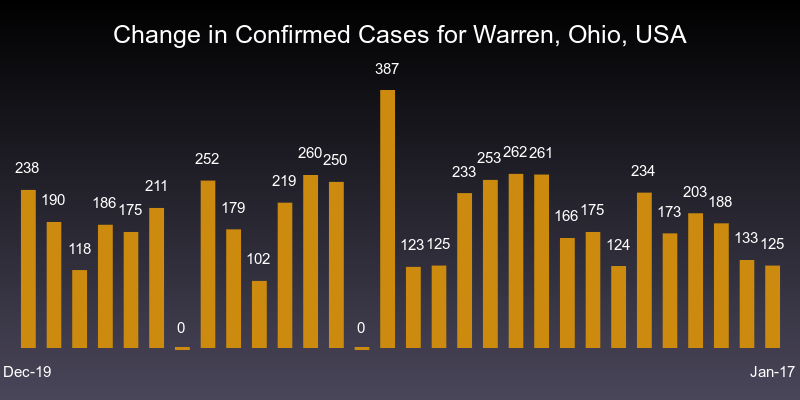 Change in Confirmed Cases for Warren, Ohio, USA
387
238 190 118 186 175 211 0 252 179 102 219 260 250 0 123 125 233 253 262 261 166 175 124 234 173 203 188 133 125
Dec-19 Jan-17